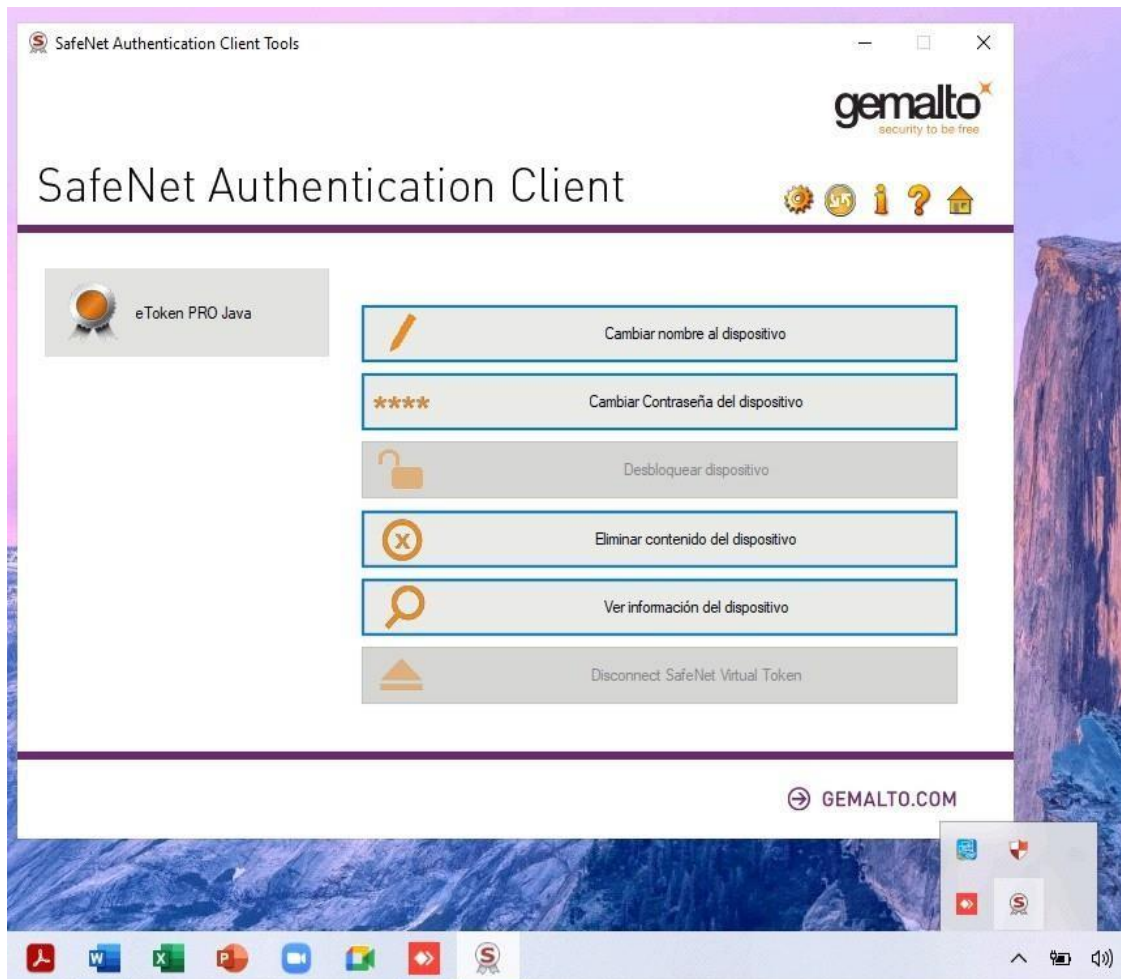 SafeNet Authentication Client Tools
gemalto
security to be free
SafeNet Authentication Client
eToken PRO Java
Cambiar nombre al dispositivo
****
Cambiar Contraseña del dispositivo
Desbloquear dispositivo
Eliminar contenido del dispositivo
Ver información del dispositivo
Disconnect SafeNet Virtual Token
GEMALTO.COM